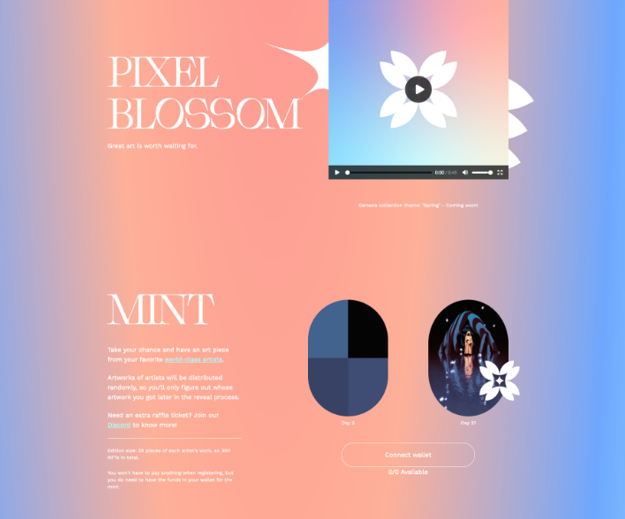 PIXEL
BLOSSOM
Great art is worth waiting for.
0:00 / 0:45
Genesis collection theme: 'Spring' – Coming soon!
MINT
Take your chance and have an art piece
from your favorite world-class artists.
Artworks of artists will be distributed
randomly, so you'll only figure out whose
artwork you got later in the reveal process.
Need an extra raffle ticket? Join our
Discord to know more!
Edition size: pieces of each artist's work, so
NFTs in total.
You won't have to pay anything when registering, but
you do need to have the funds in your wallet for the
mint.
Day
Day
Connect wallet
0/0 Available